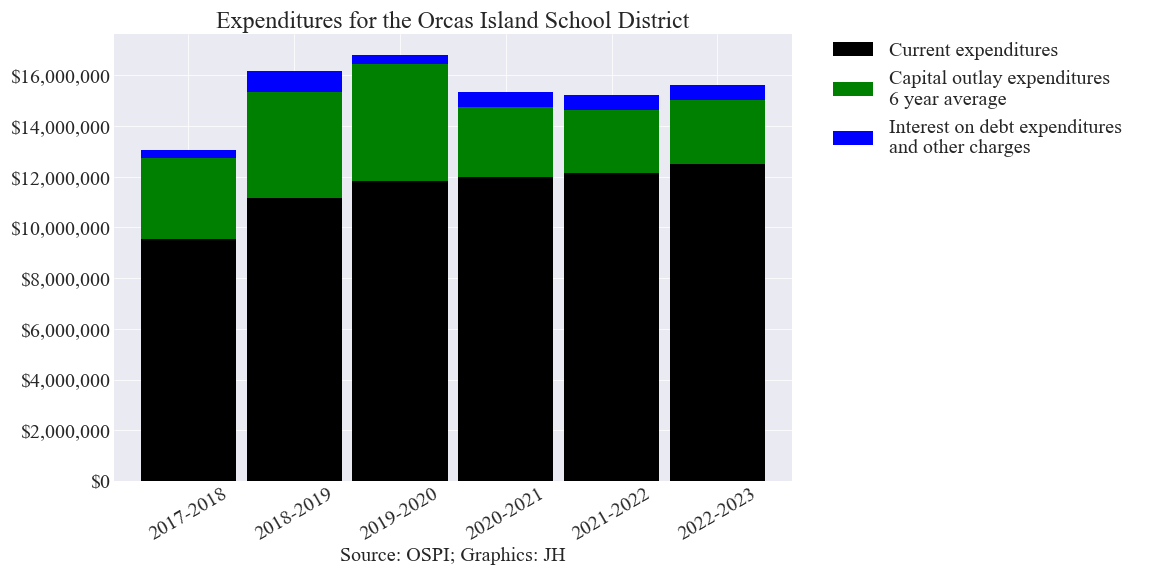 Expenditures for the Orcas Island School District
Current expenditures
Capital outlay expenditures
6 year average
Interest on debt expenditures
and other charges
$16,000,000
$14,000,000
$12,000,000
$10,000,000
$8,000,000
$6,000,000
$4,000,000
$2,000,000
$0
2017-2018
2018-2019
2019-2020
2020-2021
2021-2022
2022-2023
Source: OSPI; Graphics: JH